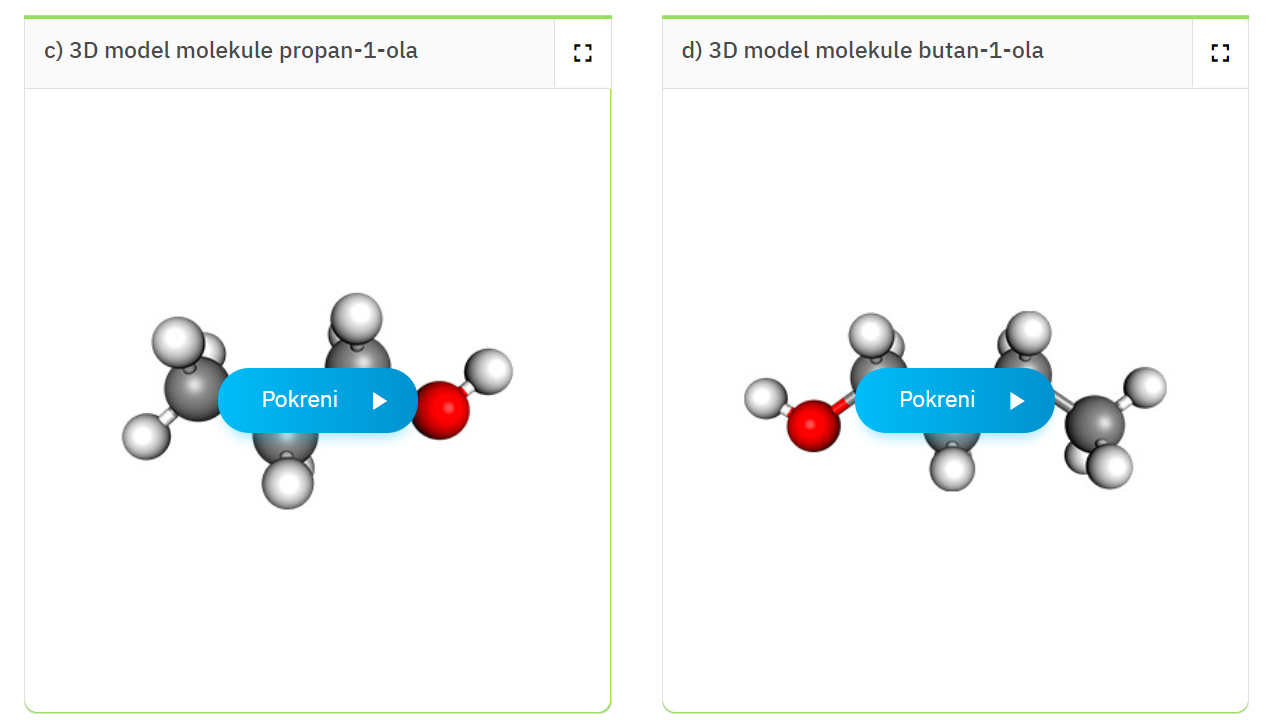 c) 3D model molekule propan-1-ola
d) 3D model molekule butan-1-ola
Pokreni
Pokreni